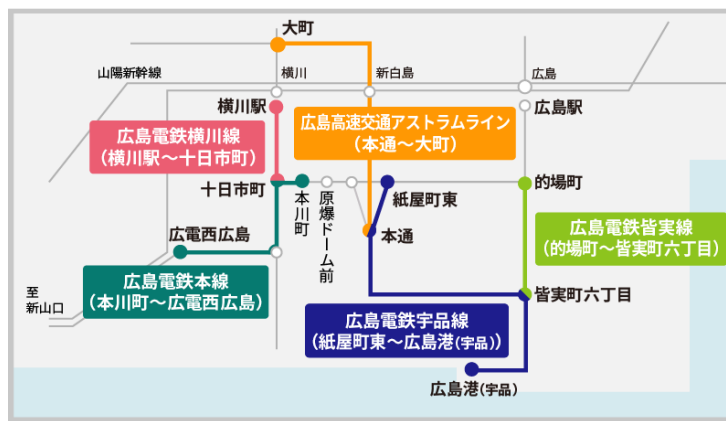 大町
山陽新幹線
横川
新白島
広島
横川駅
広島駅
広島電鉄横川線
(横川駅～十日市町)
広島高速交通アストラムライン
(本通～大町)
十日市町
本川町
原爆ドーム前
紙屋町東
的場町
広電西広島
本通
広島電鉄皆実線
(的場町～皆実町六丁目)
広島電鉄本線
(本川町～広電西広島)
至
新山口
皆実町六丁目
広島電鉄宇品線
(紙屋町東～広島港(宇品))
広島港(宇品)